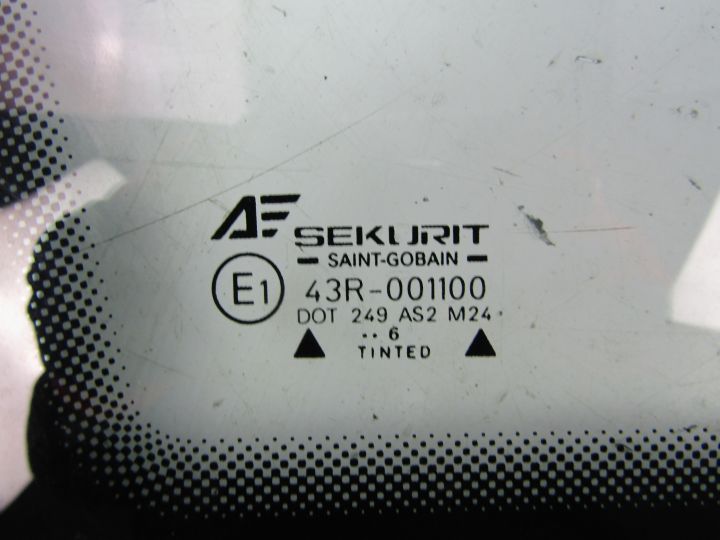 AE SEKURIT
SAINT-GOBAIN
E1 43R-001100
DOT 249 AS2 M24
.. 6
TINTED